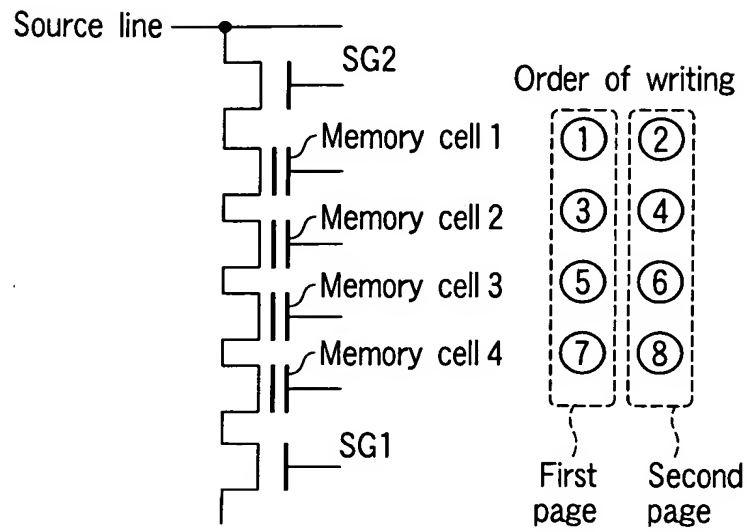 Source line
SG2
Order of writing
Memory cell 1
① ②
Memory cell 2
③ ④
Memory cell 3
⑤ ⑥
Memory cell 4
⑦ ⑧
SG1
First page
Second page